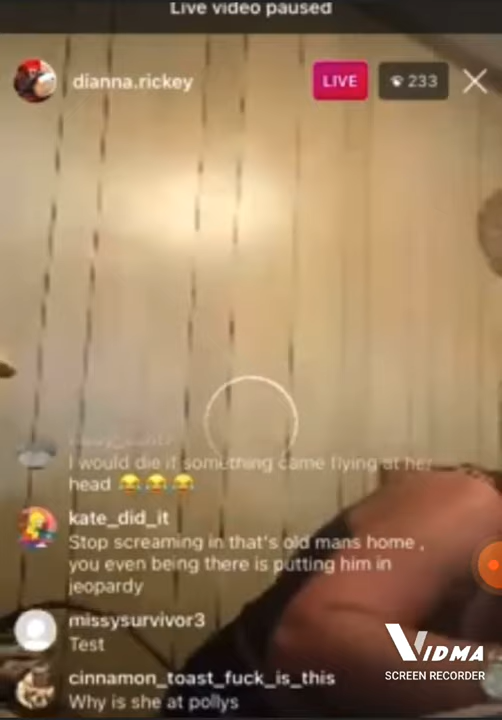 Live video paused
dianna.rickey
LIVE
233
I would die if something came flying at her
head 😂😂😂
kate_did_it
Stop screaming in that's old mans home ,
you even being there is putting him in
jeopardy
missysurvivor3
Test
cinnamon_toast_fuck_is_this
Why is she at pollys
VIDMA
SCREEN RECORDER